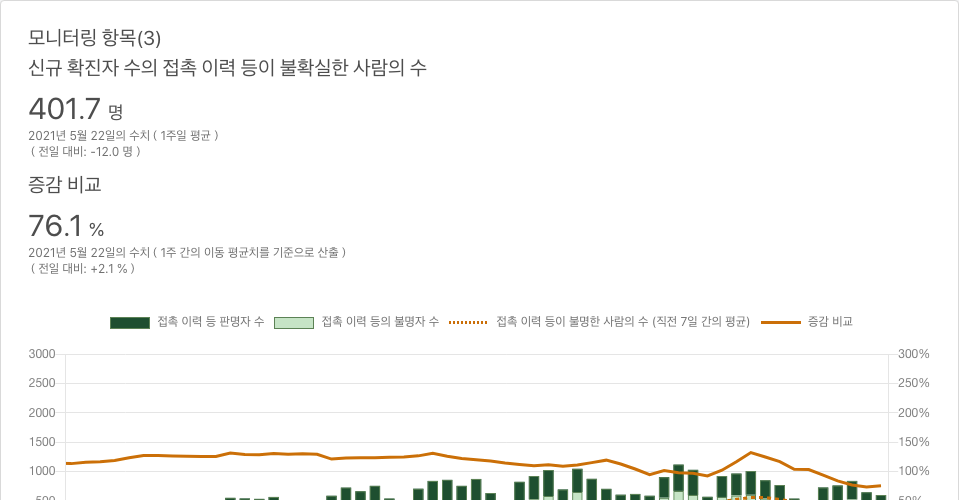 모니터링 항목(3)
신규 확진자 수의 접촉 이력 등이 불확실한 사람의 수
401.7 명
2021년 5월 22일의 수치 ( 1주일 평균 )
( 전일 대비: -12.0 명 )
증감 비교
76.1 %
2021년 5월 22일의 수치 ( 1주 간의 이동 평균치를 기준으로 산출 )
( 전일 대비: +2.1 % )
접촉 이력 등 판명자 수 접촉 이력 등의 불명자 수 접촉 이력 등이 불명한 사람의 수 (직전 7일 간의 평균) 증감 비교
3000 300%
2500 250%
2000 200%
1500 150%
1000 100%
500 50%